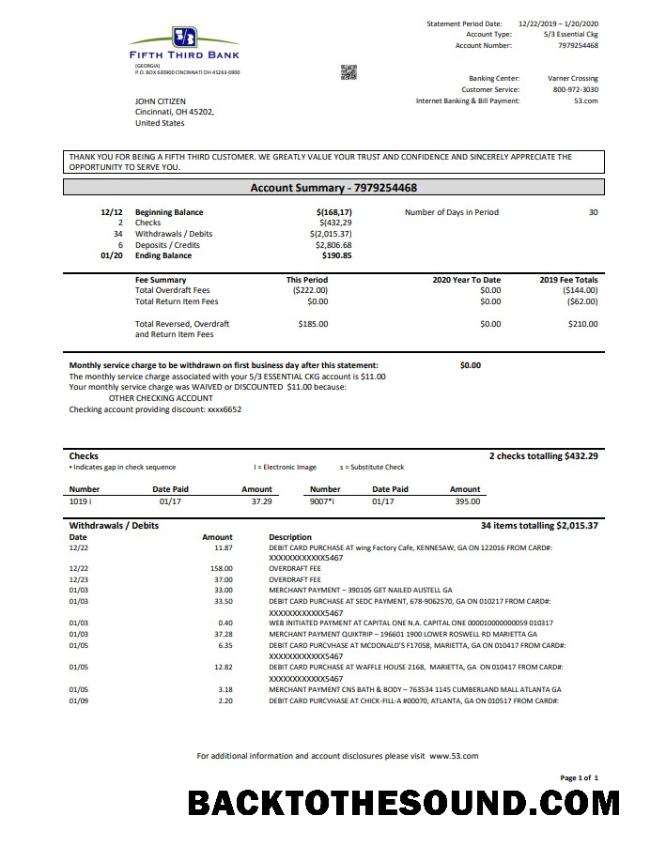 Statement Period Date: 12/22/2019 – 1/20/2020
Account Type: 5/3 Essential Ckg
Account Number: 7979254468
FIFTH THIRD BANK
(GEORGIA)
P.O. BOX 630900 CINCINNATI OH 45263-0900
Banking Center: Varner Crossing
Customer Service: 800-972-3030
Internet Banking & Bill Payment: 53.com
JOHN CITIZEN
Cincinnati, OH 45202,
United States
THANK YOU FOR BEING A FIFTH THIRD CUSTOMER. WE GREATLY VALUE YOUR TRUST AND CONFIDENCE AND SINCERELY APPRECIATE THE
OPPORTUNITY TO SERVE YOU.
Account Summary - 7979254468
12/12 Beginning Balance $(168,17) Number of Days in Period 30
2 Checks $(432,29
34 Withdrawals / Debits $(2,015.37)
6 Deposits / Credits $2,806.68
01/20 Ending Balance $190.85
Fee Summary This Period 2020 Year To Date 2019 Fee Totals
Total Overdraft Fees ($222.00) $0.00 ($144.00)
Total Return Item Fees $0.00 $0.00 ($62.00)
Total Reversed, Overdraft $185.00 $0.00 $210.00
and Return Item Fees
Monthly service charge to be withdrawn on first business day after this statement: $0.00
The monthly service charge associated with your 5/3 ESSENTIAL CKG account is $11.00
Your monthly service charge was WAIVED or DISCOUNTED $11.00 because:
OTHER CHECKING ACCOUNT
Checking account providing discount: xxxx6652
Checks 2 checks totalling $432.29
• Indicates gap in check sequence I = Electronic Image s = Substitute Check
Number Date Paid Amount Number Date Paid Amount
1019 i 01/17 37.29 9007*i 01/17 395.00
Withdrawals / Debits 34 items totalling $2,015.37
Date Amount Description
12/22 11.87 DEBIT CARD PURCHASE AT wing Factory Cafe, KENNESAW, GA ON 122016 FROM CARD#:
XXXXXXXXXXXX5467
12/22 158.00 OVERDRAFT FEE
12/23 37.00 OVERDRAFT FEE
01/03 33.00 MERCHANT PAYMENT – 390105 GET NAILED AUSTELL GA
01/03 33.50 DEBIT CARD PURCHASE AT SEDC PAYMENT, 678-9062570, GA ON 010217 FROM CARD#:
XXXXXXXXXXXX5467
01/03 0.40 WEB INITIATED PAYMENT AT CAPITAL ONE N.A. CAPITAL ONE 000010000000059 010317
01/03 37.28 MERCHANT PAYMENT QUIKTRIP – 196601 1900 LOWER ROSWELL RD MARIETTA GA
01/05 6.35 DEBIT CARD PURCVHASE AT MCDONALD'S F17058, MARIETTA, GA ON 010417 FROM CARD#:
XXXXXXXXXXXX5467
01/05 12.82 DEBIT CARD PURCHASE AT WAFFLE HOUSE 2168, MARIETTA, GA ON 010417 FROM CARD#:
XXXXXXXXXXXX5467
01/05 3.18 MERCHANT PAYMENT CNS BATH & BODY – 763534 1145 CUMBERLAND MALL ATLANTA GA
01/09 2.20 DEBIT CARD PURCVHASE AT CHICK-FILL-A #00070, ATLANTA, GA ON 010517 FROM CARD#:
For additional information and account disclosures please visit www.53.com
Page 1 of 1
BACKTOTHESOUND.COM